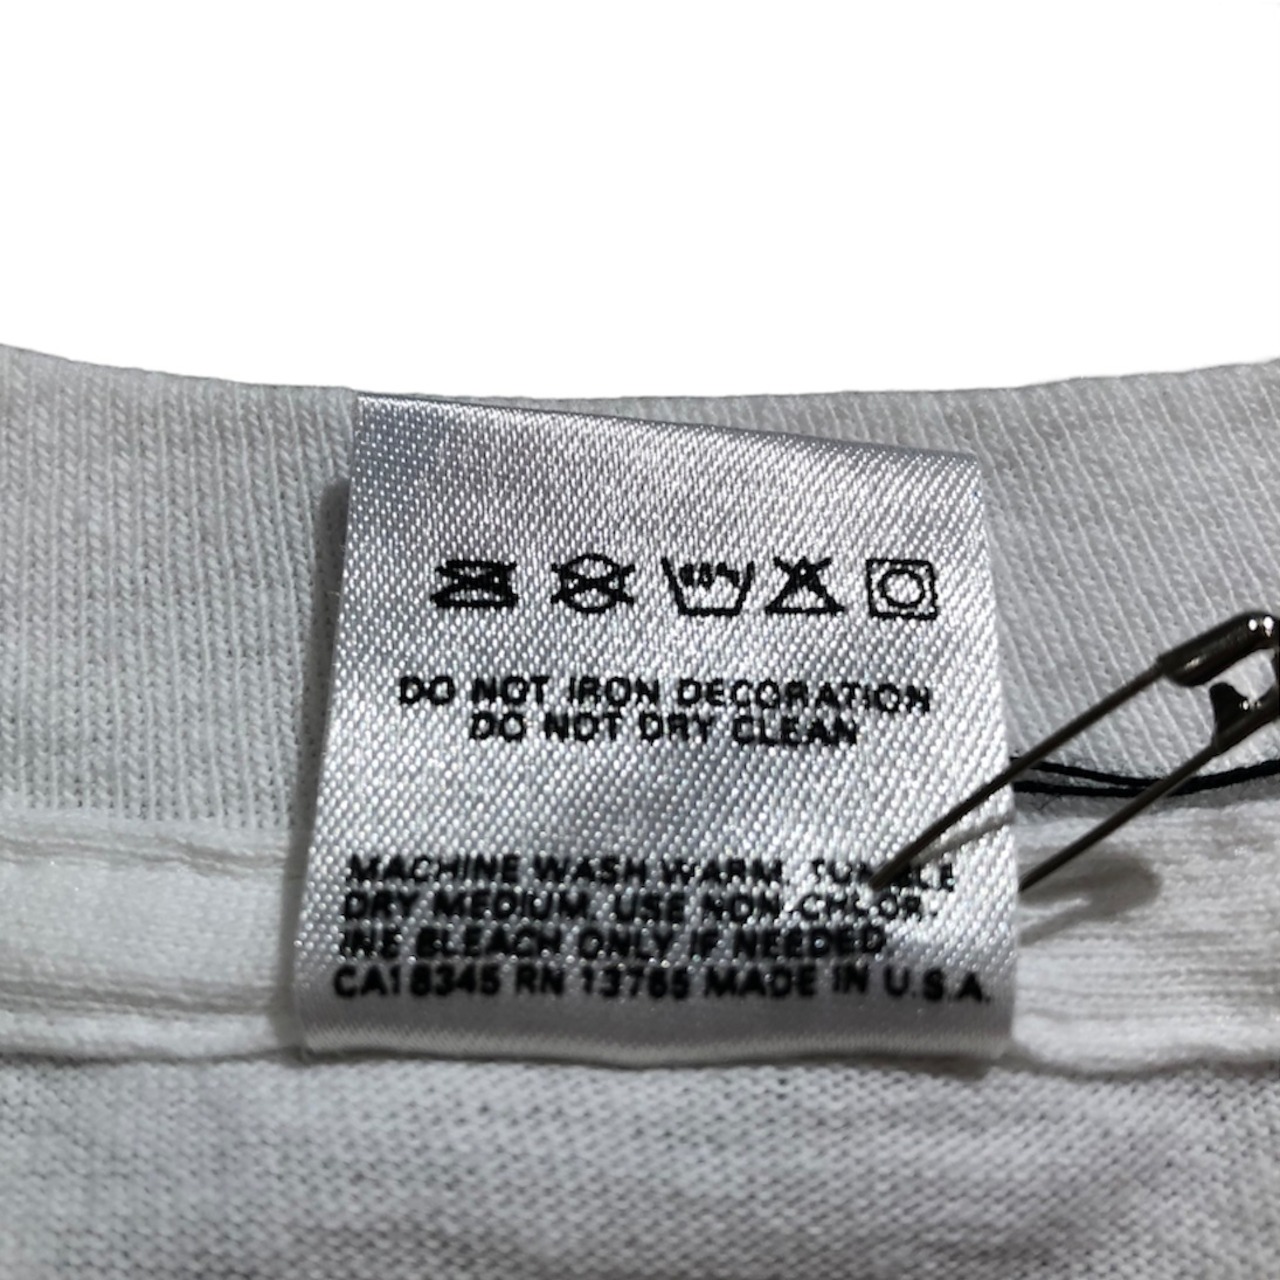 DO NOT IRON DECORATION
DO NOT DRY CLEAN
MACHINE WASH WARM. TUMBLE
DRY MEDIUM. USE NON-CHLOR-
INE BLEACH ONLY IF NEEDED
CA18345 RN 13765 MADE IN U.S.A.